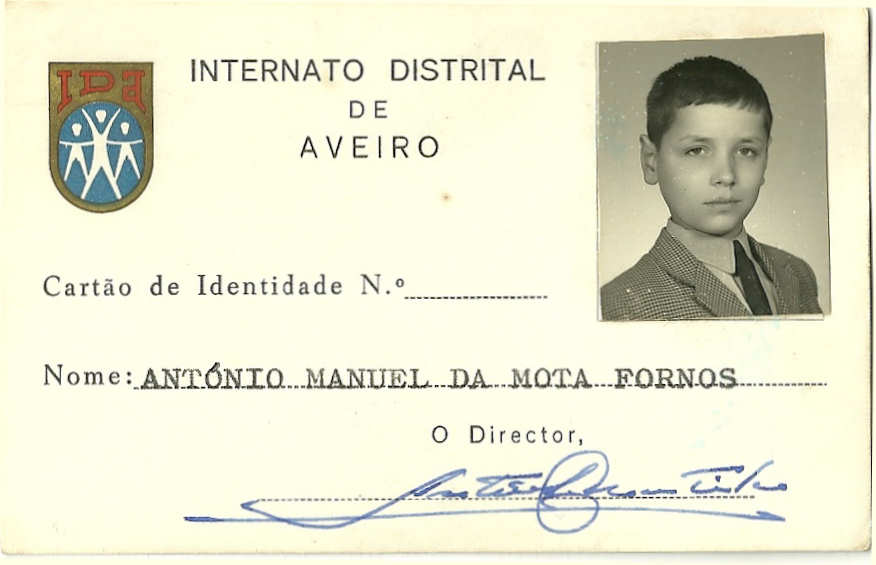 IDA
INTERNATO DISTRITAL
DE
AVEIRO
Cartão de Identidade N.º
Nome: ANTÓNIO MANUEL DA MOTA FORNOS
O Director,